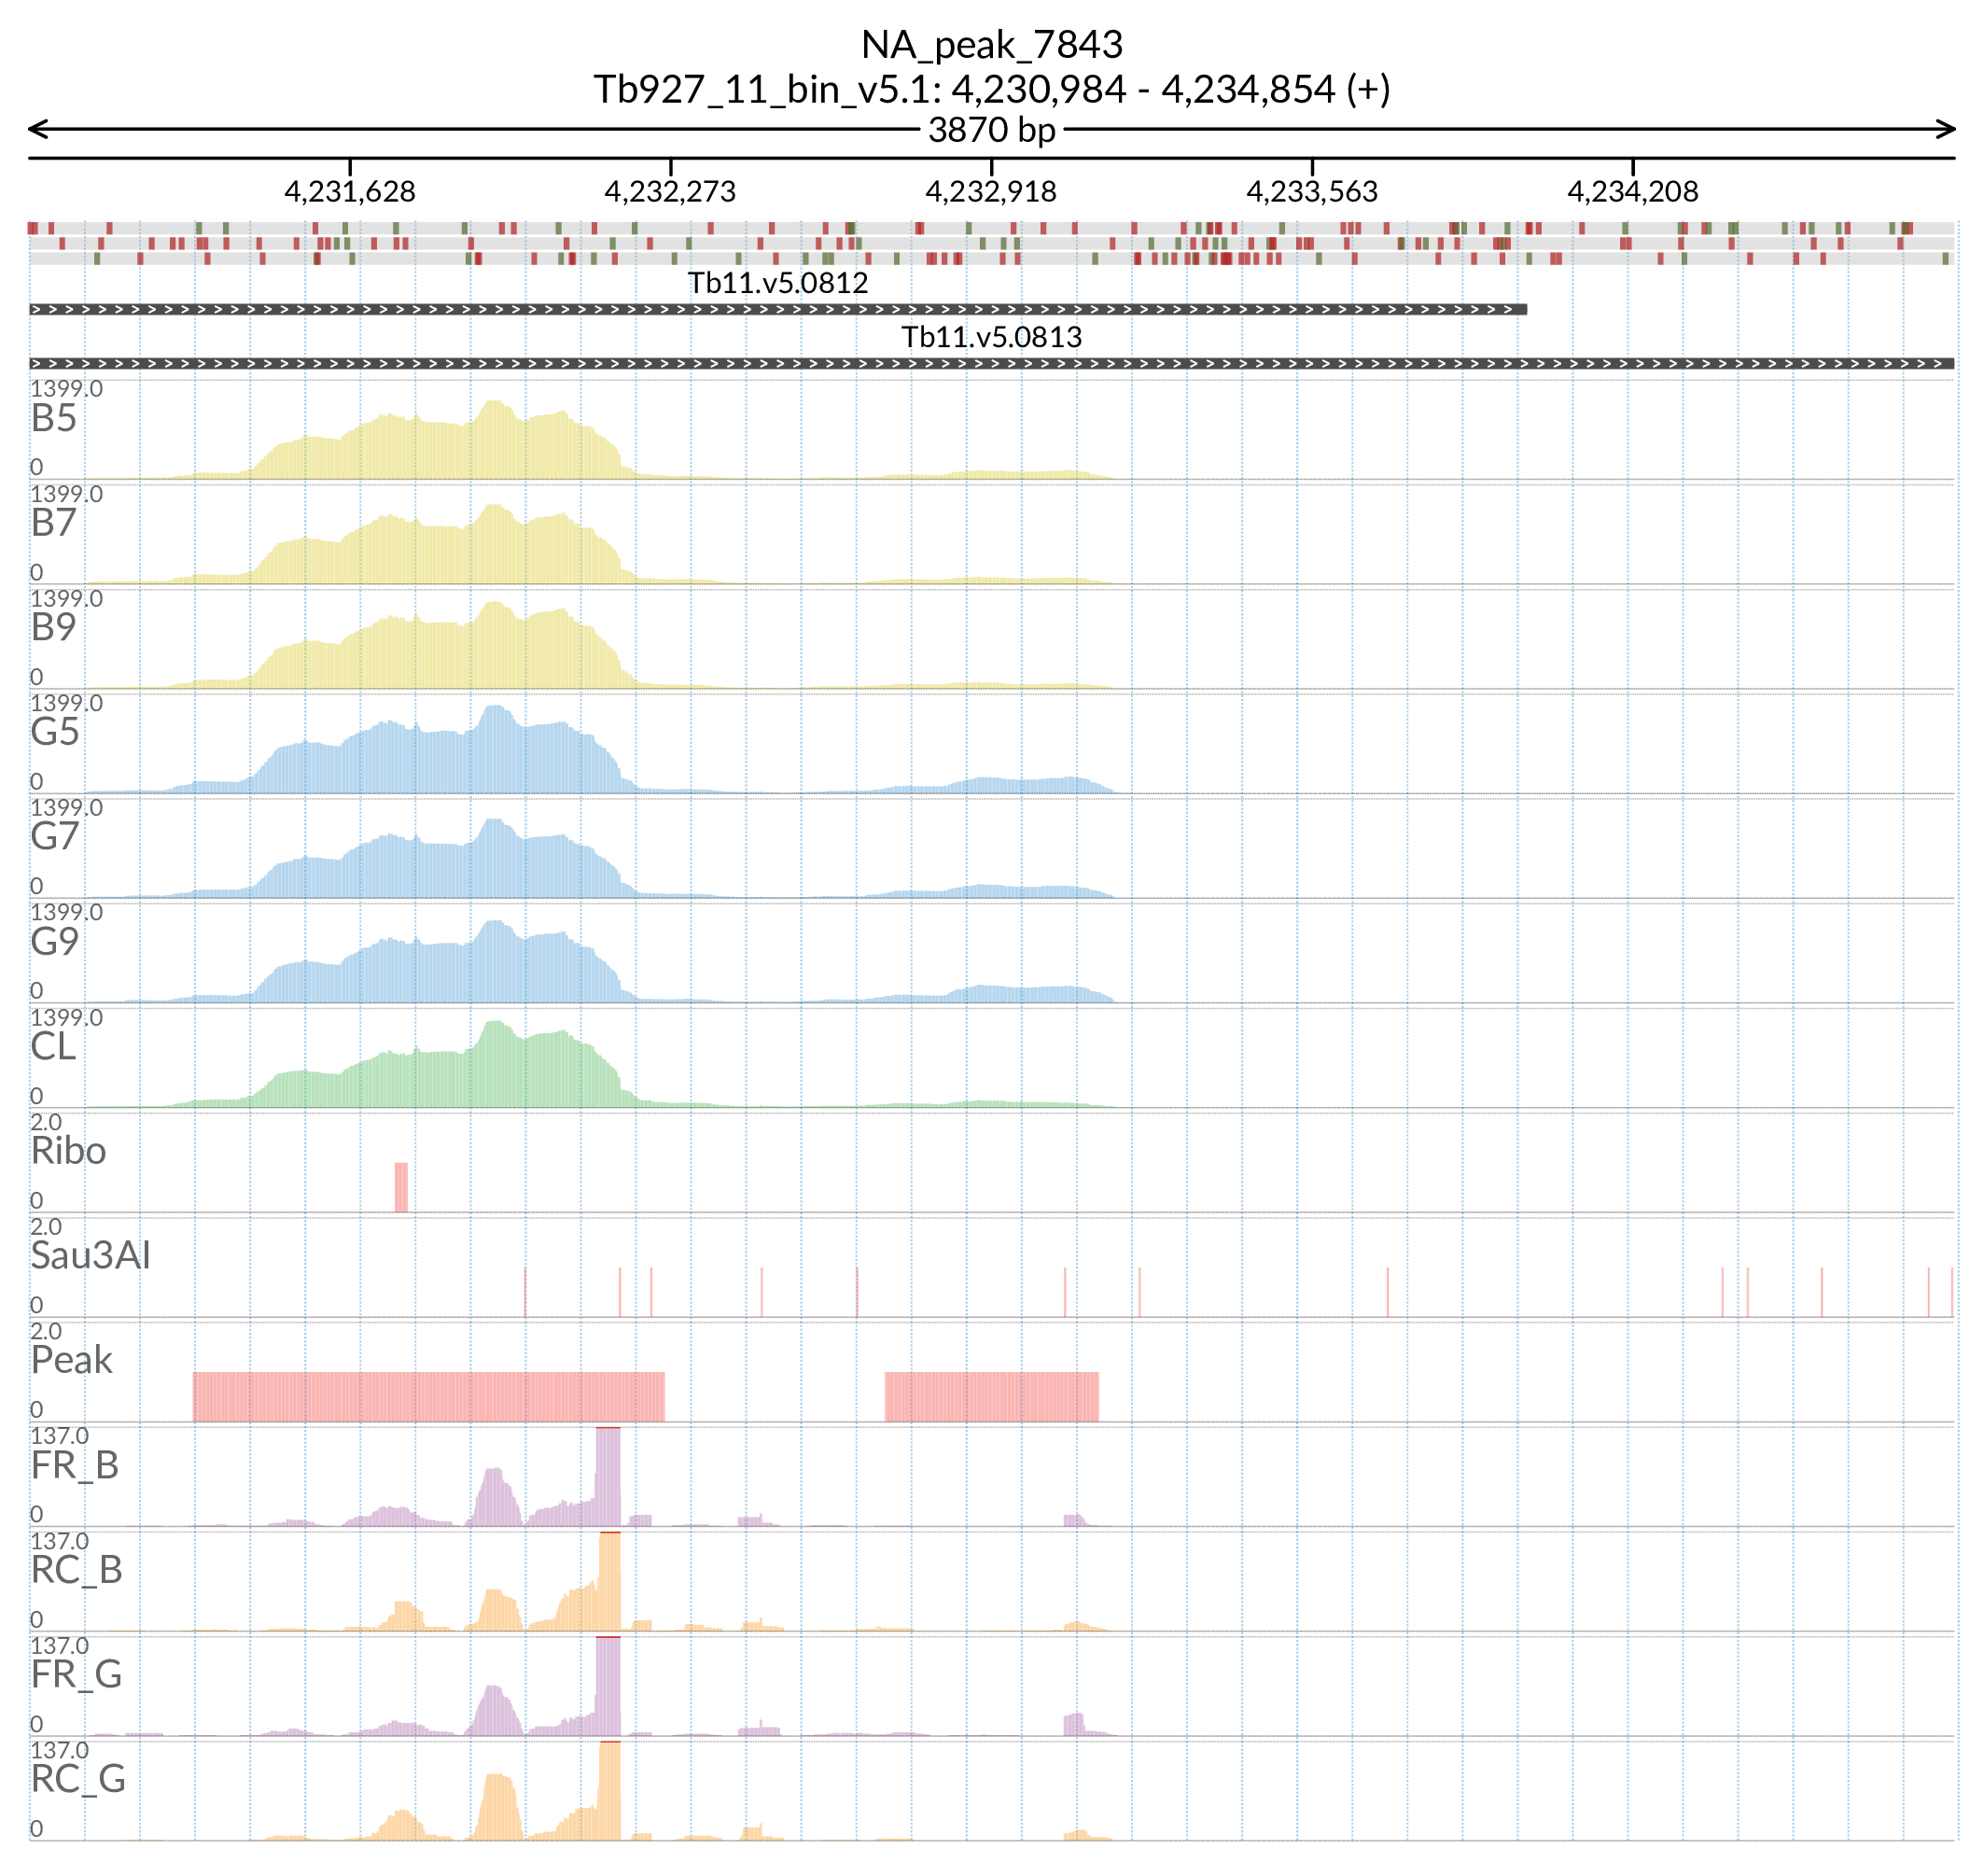 NA_peak_7843
Tb927_11_bin_v5.1: 4,230,984 - 4,234,854 (+)
3870 bp
4,231,628 4,232,273 4,232,918 4,233,563 4,234,208
Tb11.v5.0812
Tb11.v5.0813
1399.0
B5
0
1399.0
B7
0
1399.0
B9
0
1399.0
G5
0
1399.0
G7
0
1399.0
G9
0
1399.0
CL
0
2.0
Ribo
0
2.0
Sau3AI
0
2.0
Peak
0
137.0
FR_B
0
137.0
RC_B
0
137.0
FR_G
0
137.0
RC_G
0